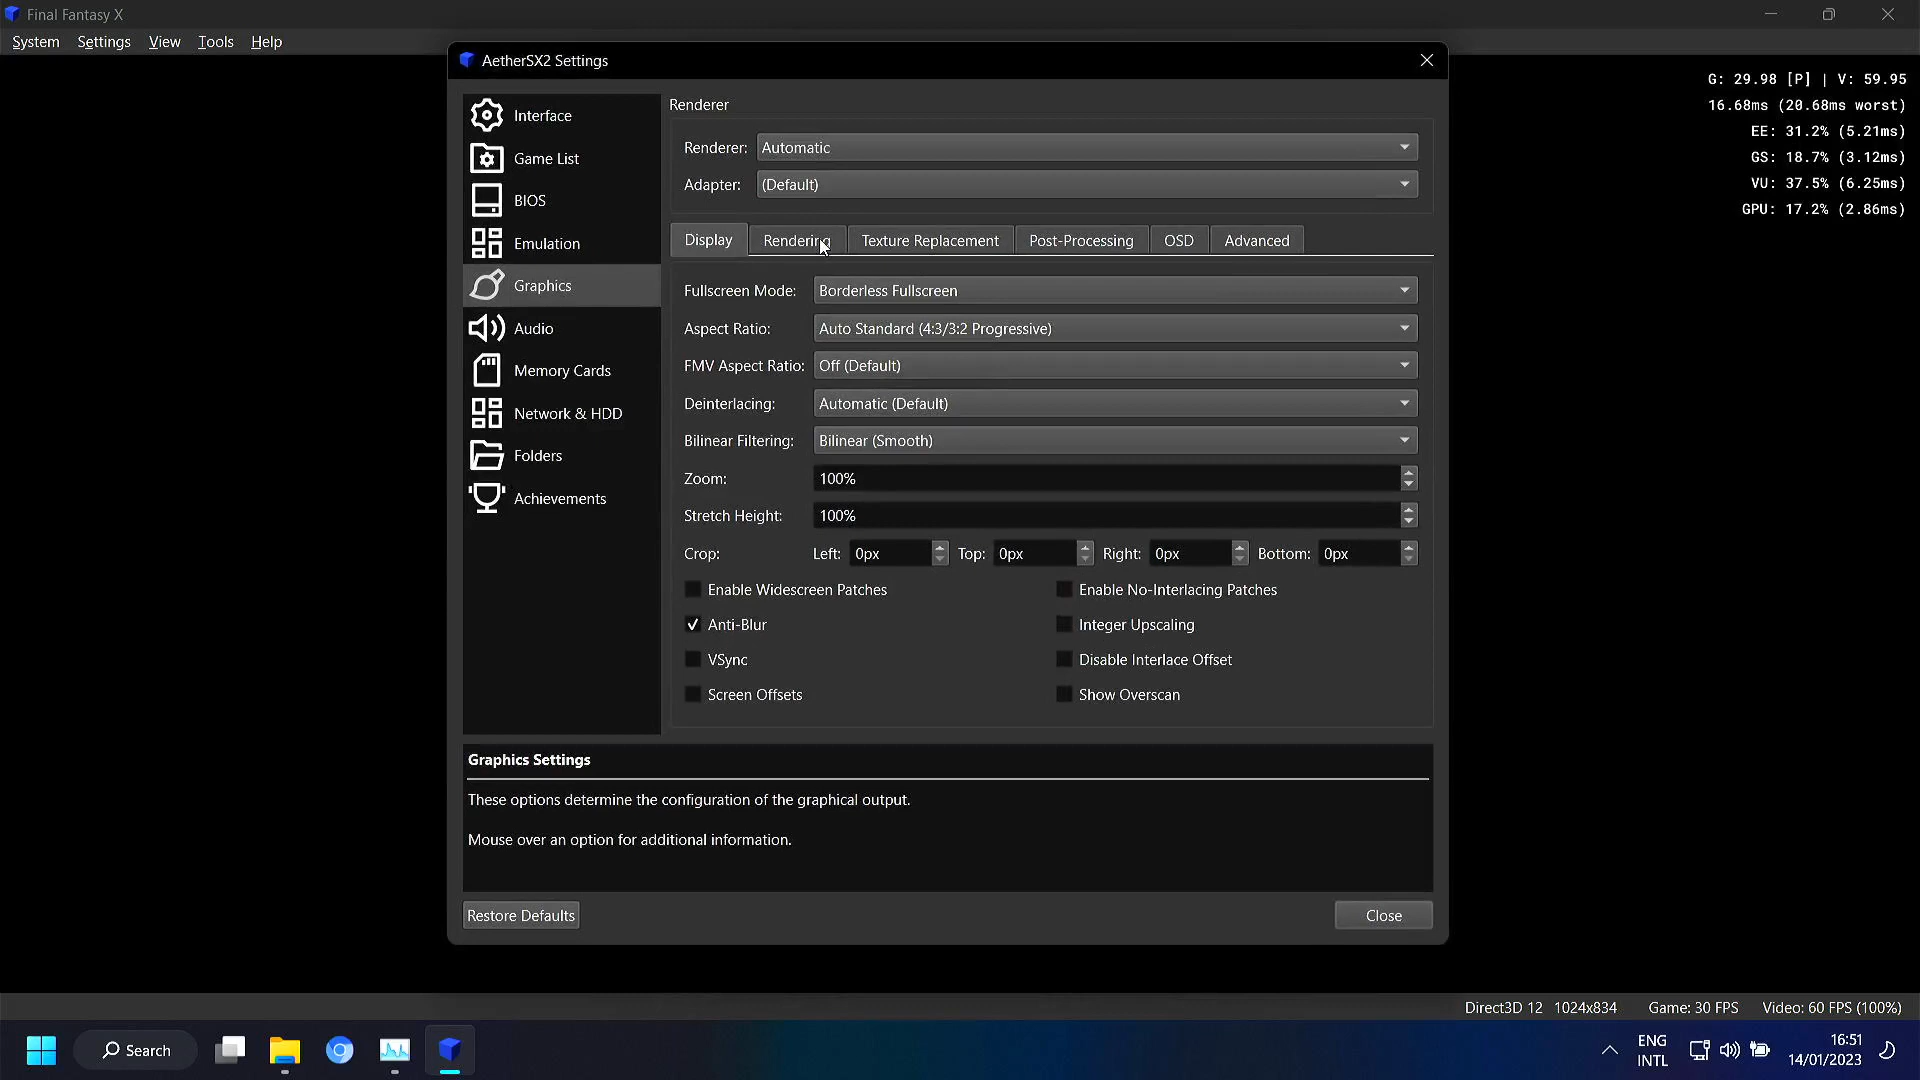 Final Fantasy X
System Settings View Tools Help
AetherSX2 Settings
G: 29.98 [P] | V: 59.95
16.68ms (20.68ms worst)
EE: 31.2% (5.21ms)
GS: 18.7% (3.12ms)
VU: 37.5% (6.25ms)
GPU: 17.2% (2.86ms)
Interface
Game List
BIOS
Emulation
Graphics
Audio
Memory Cards
Network & HDD
Folders
Achievements
Renderer
Renderer: Automatic
Adapter: (Default)
Display Rendering Texture Replacement Post-Processing OSD Advanced
Fullscreen Mode: Borderless Fullscreen
Aspect Ratio: Auto Standard (4:3/3:2 Progressive)
FMV Aspect Ratio: Off (Default)
Deinterlacing: Automatic (Default)
Bilinear Filtering: Bilinear (Smooth)
Zoom: 100%
Stretch Height: 100%
Crop: Left: 0px Top: 0px Right: 0px Bottom: 0px
Enable Widescreen Patches Enable No-Interlacing Patches
Anti-Blur Integer Upscaling
VSync Disable Interlace Offset
Screen Offsets Show Overscan
Graphics Settings
These options determine the configuration of the graphical output.
Mouse over an option for additional information.
Restore Defaults Close
Direct3D 12 1024x834 Game: 30 FPS Video: 60 FPS (100%)
Search
ENG
INTL
16:51
14/01/2023